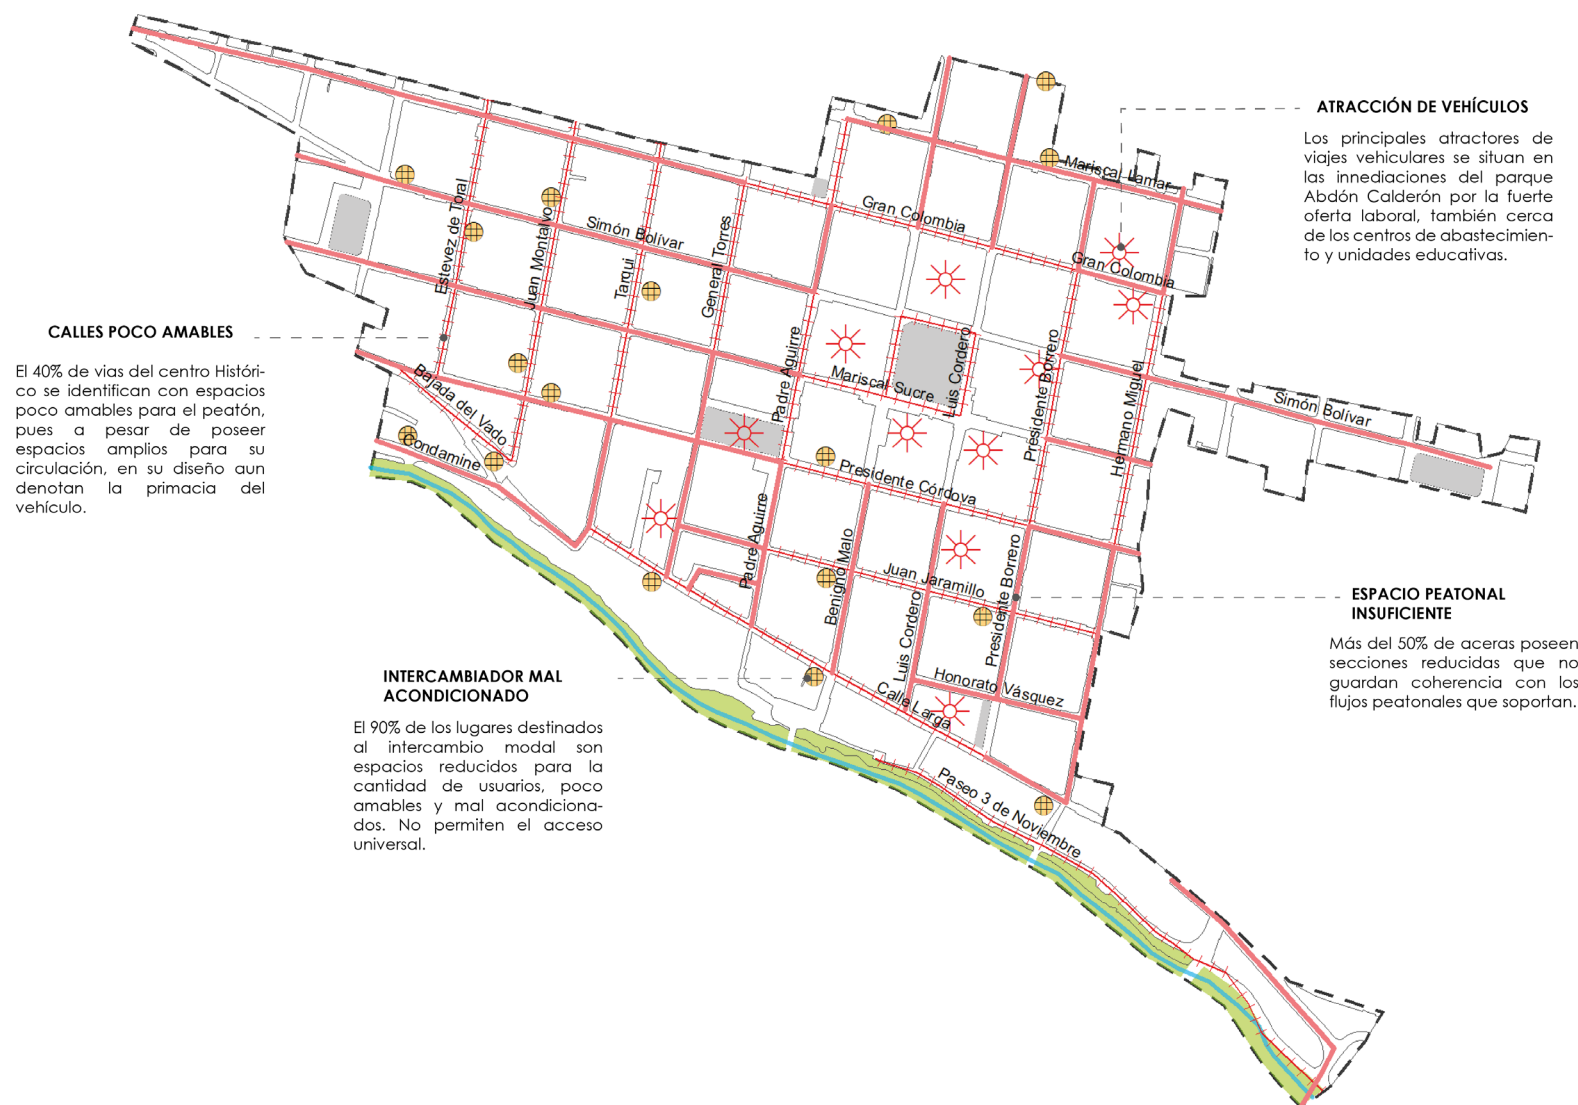 ATRACCIÓN DE VEHÍCULOS
Los principales atractores de
viajes vehiculares se situan en
las innediaciones del parque
Abdón Calderón por la fuerte
oferta laboral, también cerca
de los centros de abastecimien-
to y unidades educativas.
CALLES POCO AMABLES
El 40% de vias del centro Históri-
co se identifican con espacios
poco amables para el peatón,
pues a pesar de poseer
espacios amplios para su
circulación, en su diseño aun
denotan la primacia del
vehículo.
INTERCAMBIADOR MAL
ACONDICIONADO
El 90% de los lugares destinados
al intercambio modal son
espacios reducidos para la
cantidad de usuarios, poco
amables y mal acondiciona-
dos. No permiten el acceso
universal.
ESPACIO PEATONAL
INSUFICIENTE
Más del 50% de aceras poseen
secciones reducidas que no
guardan coherencia con los
flujos peatonales que soportan.
Mariscal Lamar
Gran Colombia
Gran Colombia
Simón Bolívar
Estevez de Toral
Juan Montalvo
Tarqui
General Torres
Padre Aguirre
Mariscal Sucre
Luis Cordero
Presidente Borrero
Hermano Miguel
Simón Bolívar
Bajada del Vado
Condamine
Presidente Córdova
Padre Aguirre
Benigno Malo
Juan Jaramillo
Luis Cordero
Presidente Borrero
Honorato Vásquez
Calle Larga
Paseo 3 de Noviembre